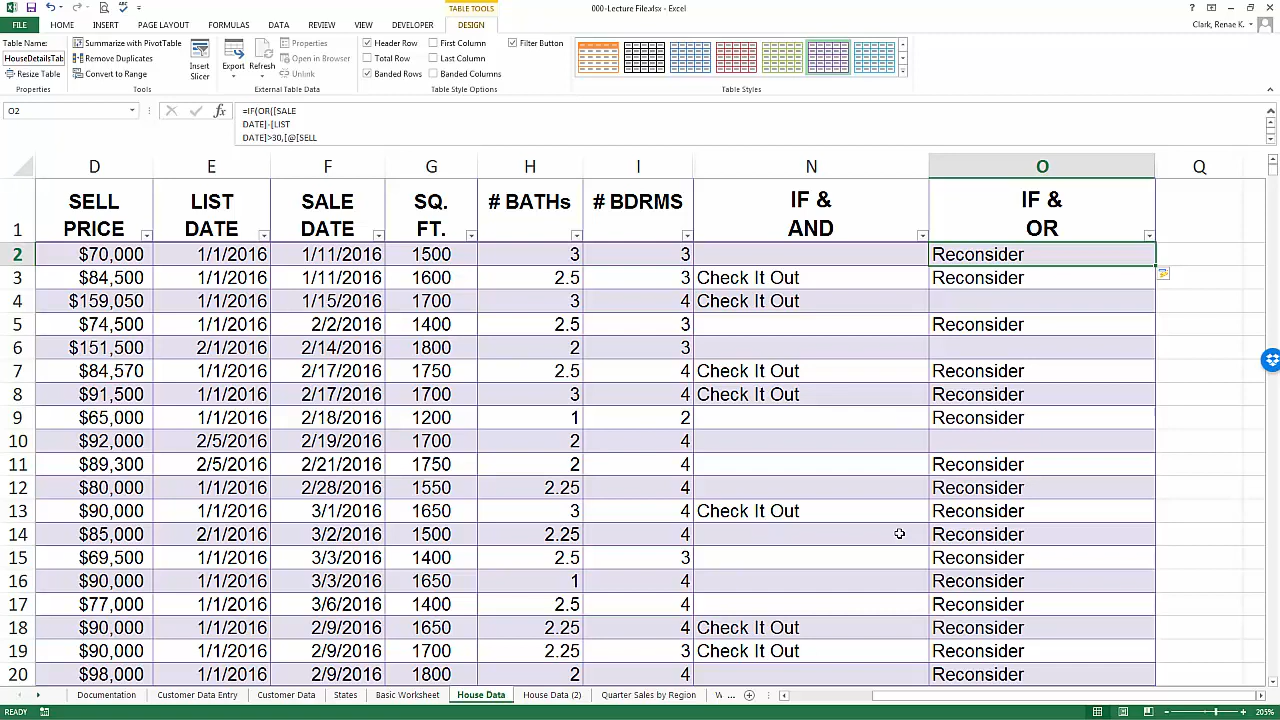 TABLE TOOLS
000-Lecture File.xlsx - Excel
FILE HOME INSERT PAGE LAYOUT FORMULAS DATA REVIEW VIEW DEVELOPER DESIGN
Clark, Renae K.
Table Name:
HouseDetailsTab
Resize Table
Properties
Summarize with PivotTable
Remove Duplicates
Convert to Range
Tools
Insert
Slicer
Export
Refresh
Properties
Open in Browser
Unlink
External Table Data
Header Row
Total Row
Banded Rows
First Column
Last Column
Banded Columns
Filter Button
Table Style Options
Table Styles
O2
=IF(OR([SALE
DATE]-[LIST
DATE]>30,[@[SELL
D E F G H I N O Q
1 SELL PRICE LIST DATE SALE DATE SQ. FT. # BATHs # BDRMS IF & AND IF & OR
2 $70,000 1/1/2016 1/11/2016 1500 3 3 Reconsider
3 $84,500 1/1/2016 1/11/2016 1600 2.5 3 Check It Out Reconsider
4 $159,050 1/1/2016 1/15/2016 1700 3 4 Check It Out
5 $74,500 1/1/2016 2/2/2016 1400 2.5 3 Reconsider
6 $151,500 2/1/2016 2/14/2016 1800 2 3
7 $84,570 1/1/2016 2/17/2016 1750 2.5 4 Check It Out Reconsider
8 $91,500 1/1/2016 2/17/2016 1700 3 4 Check It Out Reconsider
9 $65,000 1/1/2016 2/18/2016 1200 1 2 Reconsider
10 $92,000 2/5/2016 2/19/2016 1700 2 4
11 $89,300 2/5/2016 2/21/2016 1750 2 4 Reconsider
12 $80,000 1/1/2016 2/28/2016 1550 2.25 4 Reconsider
13 $90,000 1/1/2016 3/1/2016 1650 3 4 Check It Out Reconsider
14 $85,000 2/1/2016 3/2/2016 1500 2.25 4 Reconsider
15 $69,500 1/1/2016 3/3/2016 1400 2.5 3 Reconsider
16 $90,000 1/1/2016 3/3/2016 1650 1 4 Reconsider
17 $77,000 1/1/2016 3/6/2016 1400 2.5 4 Reconsider
18 $90,000 1/1/2016 2/9/2016 1650 2.25 4 Check It Out Reconsider
19 $90,000 1/1/2016 2/9/2016 1700 2.25 3 Check It Out Reconsider
20 $98,000 1/1/2016 2/9/2016 1800 2 4 Reconsider
Documentation Customer Data Entry Customer Data States Basic Worksheet House Data House Data (2) Quarter Sales by Region W ...
READY 205%